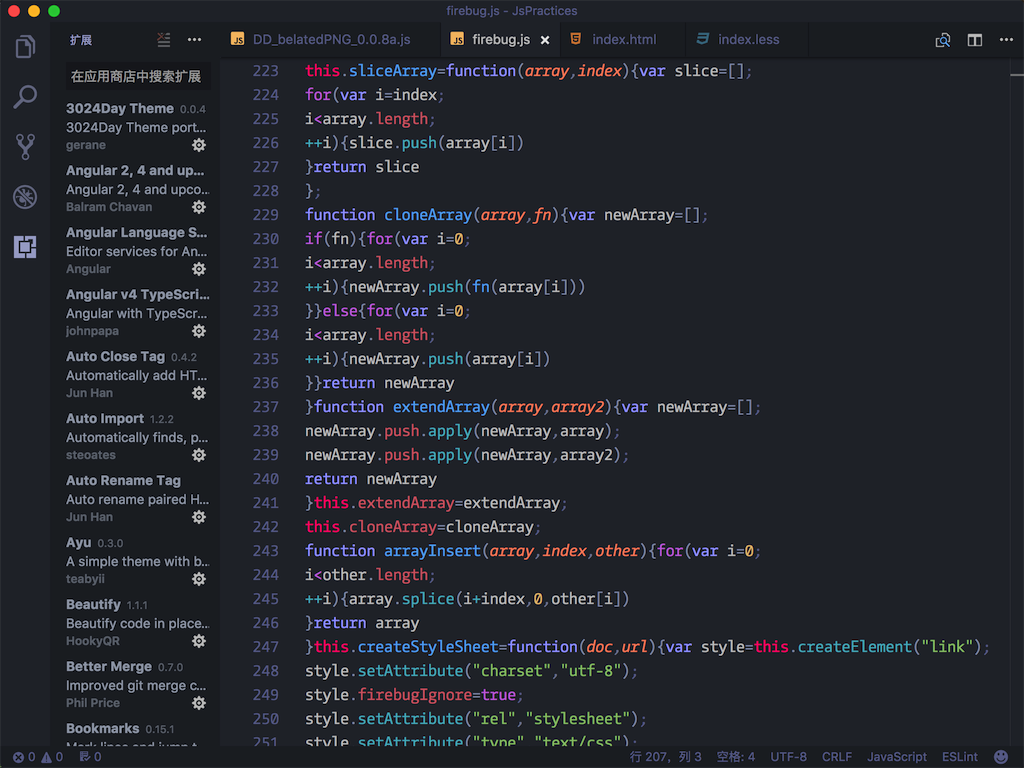 firebug.js - JsPractices
扩展
DD_belatedPNG_0.0.8a.js
firebug.js
index.html
index.less
在应用商店中搜索扩展
3024Day Theme 0.0.4
3024Day Theme port...
gerane
Angular 2, 4 and up...
Angular 2, 4 and upco...
Balram Chavan
Angular Language S...
Editor services for An...
Angular
Angular v4 TypeScri...
Angular with TypeScr...
johnpapa
Auto Close Tag 0.4.2
Automatically add HT...
Jun Han
Auto Import 1.2.2
Automatically finds, p...
steoates
Auto Rename Tag
Auto rename paired H...
Jun Han
Ayu 0.3.0
A simple theme with b...
teabyii
Beautify 1.1.1
Beautify code in place...
HookyQR
Better Merge 0.7.0
Improved git merge c...
Phil Price
Bookmarks 0.15.1
Mark lines and jump t...
223 this.sliceArray=function(array,index){var slice=[];
224 for(var i=index;
225 i<array.length;
226 ++i){slice.push(array[i])
227 }return slice
228 };
229 function cloneArray(array,fn){var newArray=[];
230 if(fn){for(var i=0;
231 i<array.length;
232 ++i){newArray.push(fn(array[i]))
233 }}else{for(var i=0;
234 i<array.length;
235 ++i){newArray.push(array[i])
236 }}return newArray
237 }function extendArray(array,array2){var newArray=[];
238 newArray.push.apply(newArray,array);
239 newArray.push.apply(newArray,array2);
240 return newArray
241 }this.extendArray=extendArray;
242 this.cloneArray=cloneArray;
243 function arrayInsert(array,index,other){for(var i=0;
244 i<other.length;
245 ++i){array.splice(i+index,0,other[i])
246 }return array
247 }this.createStyleSheet=function(doc,url){var style=this.createElement("link");
248 style.setAttribute("charset","utf-8");
249 style.firebugIgnore=true;
250 style.setAttribute("rel","stylesheet");
251 style.setAttribute("type","text/css");
0 0 0 行 207，列 3 空格: 4 UTF-8 CRLF JavaScript ESLint